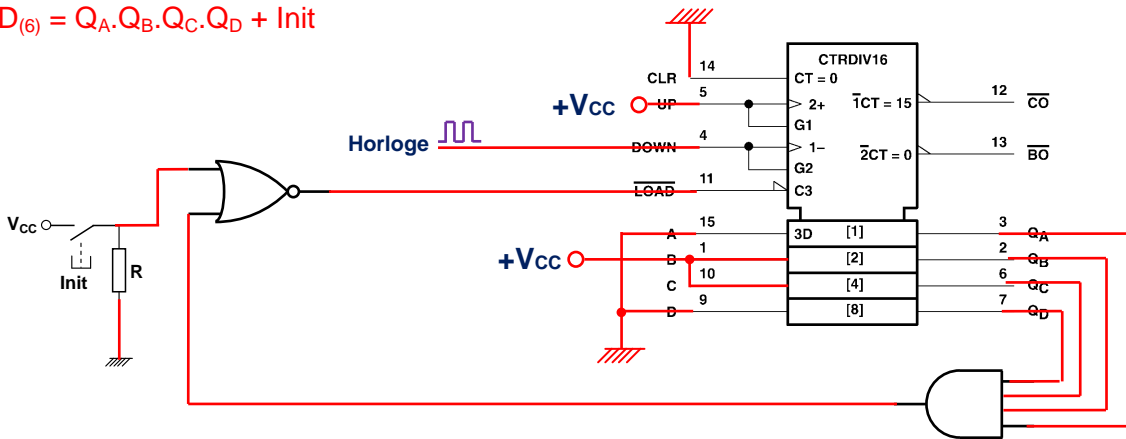 D(6) = QA.QB.QC.QD + Init
CTRDIV16
CLR 14 CT = 0
+VCC UP 5 2+ 1CT = 15 12 CO
G1
Horloge DOWN 4 1– 2CT = 0 13 BO
G2
LOAD 11 C3
A 15 3D [1] 3 QA
VCC
+VCC B 1 [2] 2 QB
R
Init
C 10 [4] 6 QC
D 9 [8] 7 QD